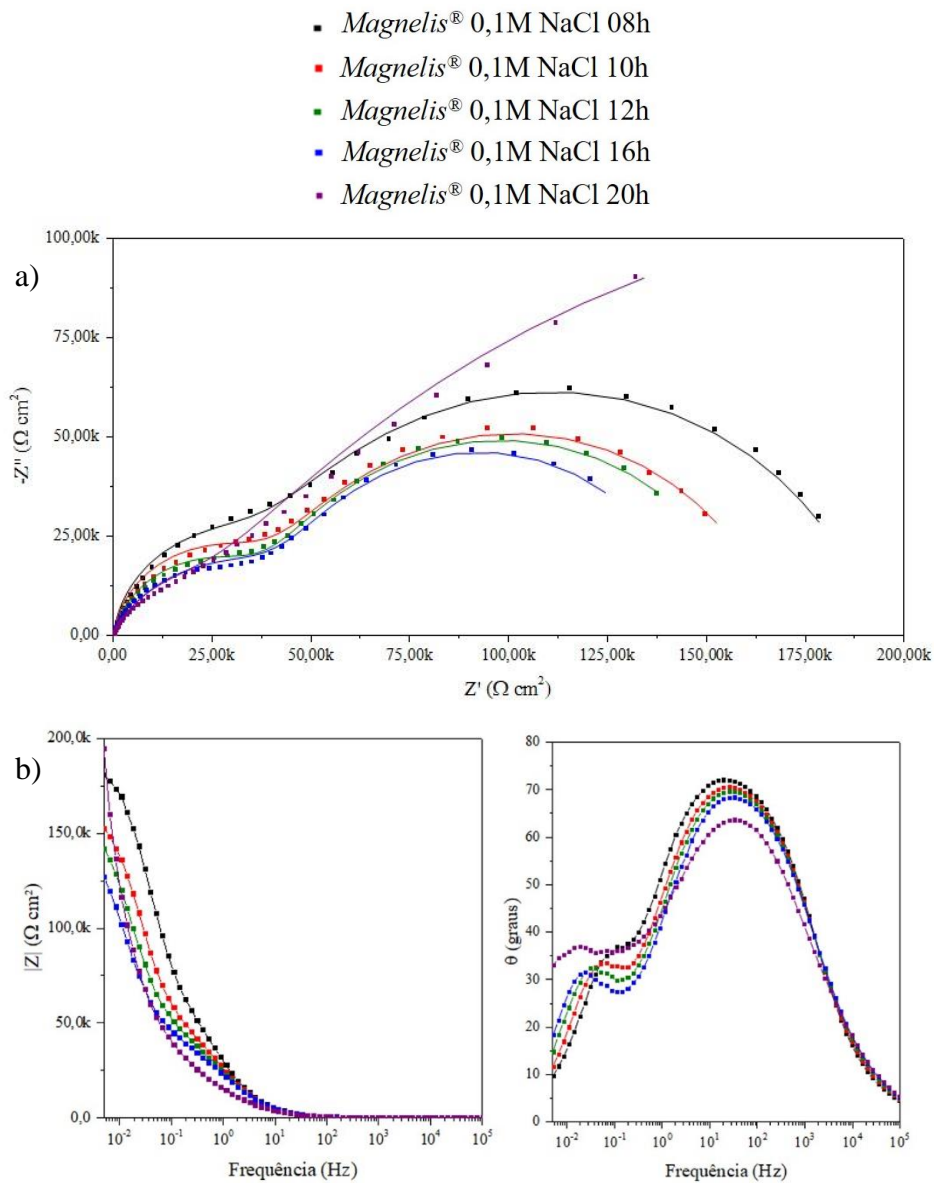 Magnelis® 0,1M NaCl 08h
Magnelis® 0,1M NaCl 10h
Magnelis® 0,1M NaCl 12h
Magnelis® 0,1M NaCl 16h
Magnelis® 0,1M NaCl 20h
a)
100,00k
75,00k
50,00k
25,00k
0,00
-Z'' (Ω cm²)
0,00 25,00k 50,00k 75,00k 100,00k 125,00k 150,00k 175,00k 200,00k
Z' (Ω cm²)
b)
200,0k
150,0k
100,0k
50,0k
0,0
|Z| (Ω cm²)
10⁻² 10⁻¹ 10⁰ 10¹ 10² 10³ 10⁴ 10⁵
Frequência (Hz)
80
70
60
50
40
30
20
10
0
θ (graus)
10⁻² 10⁻¹ 10⁰ 10¹ 10² 10³ 10⁴ 10⁵
Frequência (Hz)